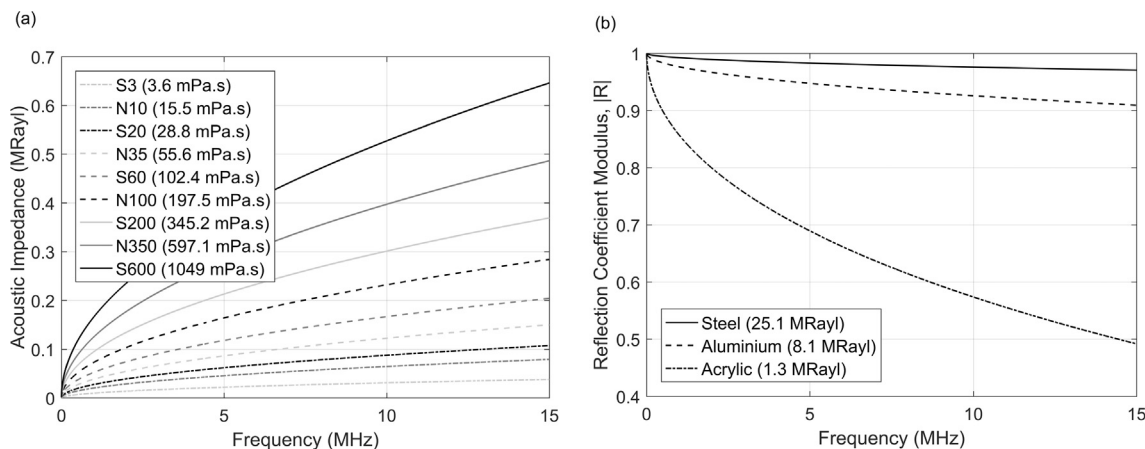 (a)
Acoustic Impedance (MRayl)
0.7
0.6
0.5
0.4
0.3
0.2
0.1
0
S3 (3.6 mPa.s)
N10 (15.5 mPa.s)
S20 (28.8 mPa.s)
N35 (55.6 mPa.s)
S60 (102.4 mPa.s)
N100 (197.5 mPa.s)
S200 (345.2 mPa.s)
N350 (597.1 mPa.s)
S600 (1049 mPa.s)
0 5 10 15
Frequency (MHz)
(b)
Reflection Coefficient Modulus, |R|
1
0.9
0.8
0.7
0.6
0.5
0.4
Steel (25.1 MRayl)
Aluminium (8.1 MRayl)
Acrylic (1.3 MRayl)
0 5 10 15
Frequency (MHz)